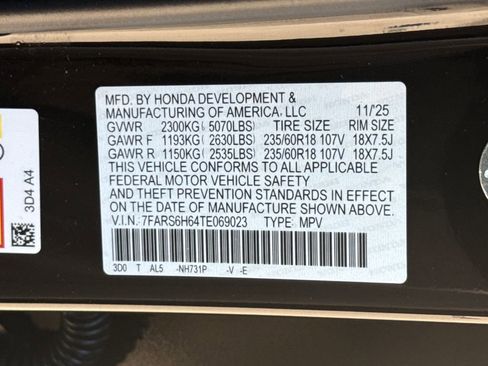 MFD. BY HONDA DEVELOPMENT &
MANUFACTURING OF AMERICA, LLC 11/25
GVWR 2300KG( 5070LBS) TIRE SIZE RIM SIZE
GAWR F 1193KG( 2630LBS) 235/60R18 107V 18X7.5J
GAWR R 1150KG( 2535LBS) 235/60R18 107V 18X7.5J
THIS VEHICLE CONFORMS TO ALL APPLICABLE
FEDERAL MOTOR VEHICLE SAFETY
AND THEFT PREVENTION STANDARDS IN EFFECT
ON THE DATE OF MANUFACTURE SHOWN ABOVE.
V.I.N.: 7FARS6H64TE069023 TYPE: MPV
3D0 T AL5 -NH731P -V -E
3D4 A4